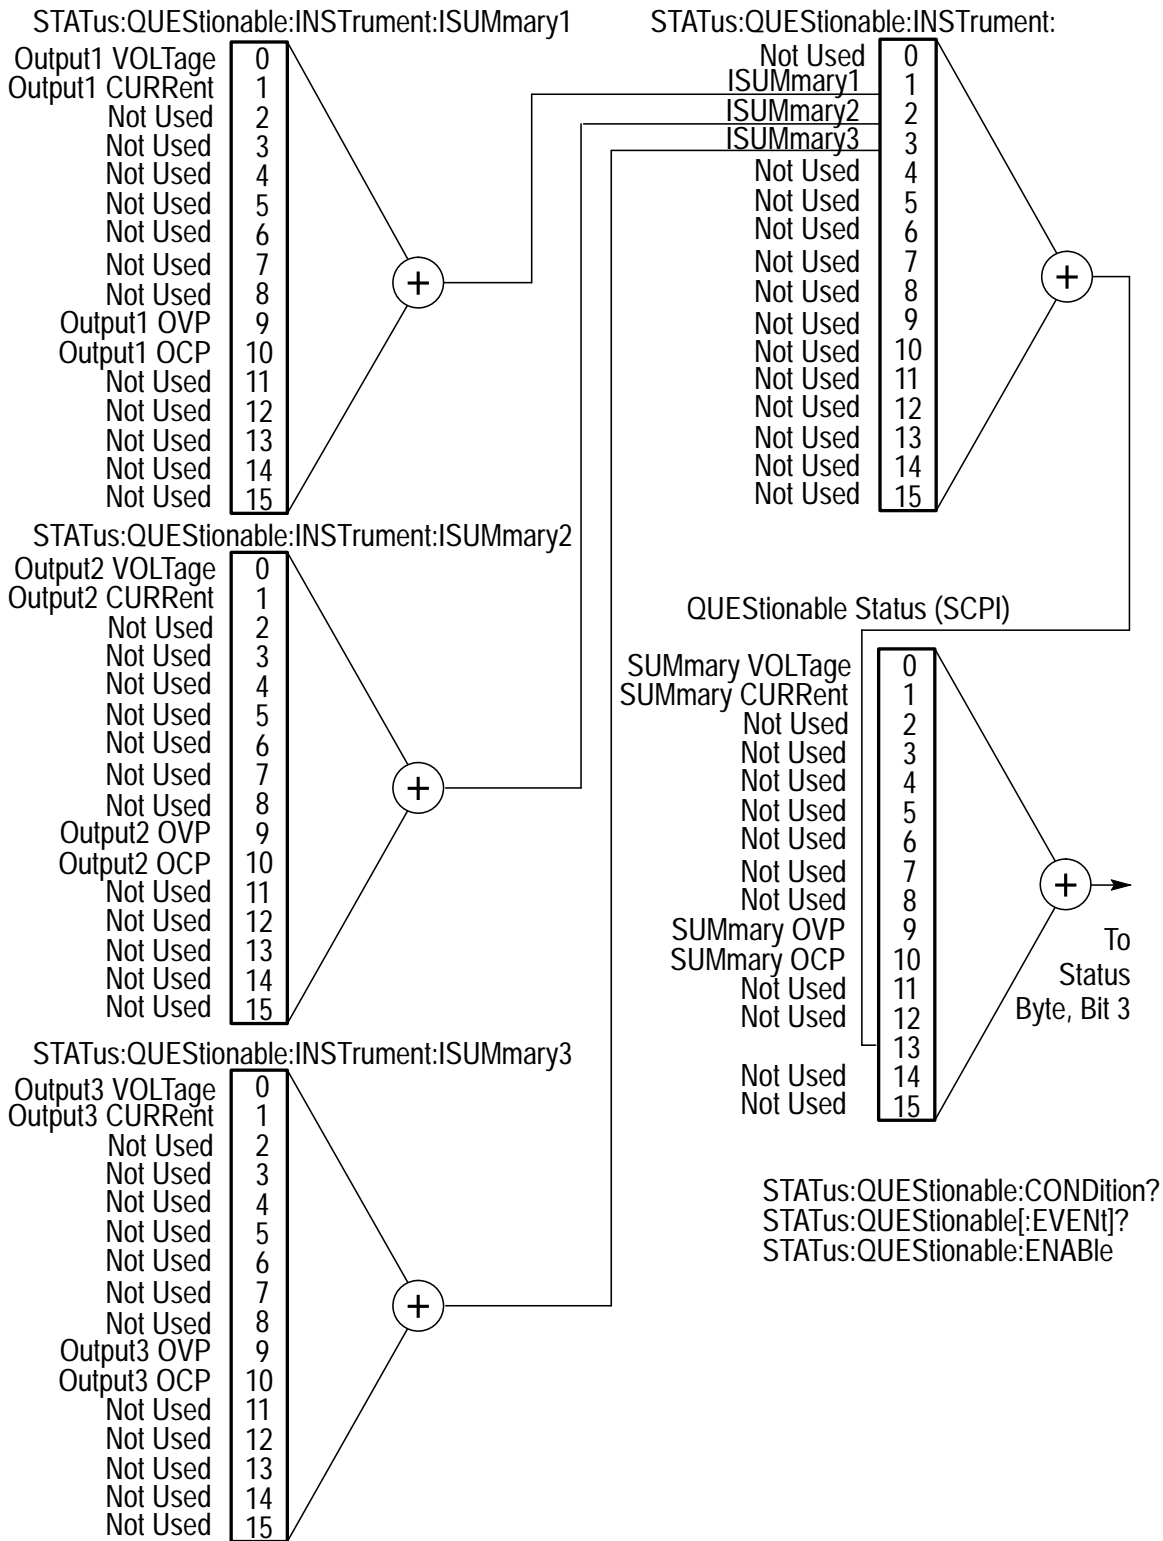 STATus:QUEStionable:INSTrument:ISUMmary1
Output1 VOLTage 0
Output1 CURRent 1
Not Used 2
Not Used 3
Not Used 4
Not Used 5
Not Used 6
Not Used 7
Not Used 8
Output1 OVP 9
Output1 OCP 10
Not Used 11
Not Used 12
Not Used 13
Not Used 14
Not Used 15
+
STATus:QUEStionable:INSTrument:ISUMmary2
Output2 VOLTage 0
Output2 CURRent 1
Not Used 2
Not Used 3
Not Used 4
Not Used 5
Not Used 6
Not Used 7
Not Used 8
Output2 OVP 9
Output2 OCP 10
Not Used 11
Not Used 12
Not Used 13
Not Used 14
Not Used 15
+
STATus:QUEStionable:INSTrument:ISUMmary3
Output3 VOLTage 0
Output3 CURRent 1
Not Used 2
Not Used 3
Not Used 4
Not Used 5
Not Used 6
Not Used 7
Not Used 8
Output3 OVP 9
Output3 OCP 10
Not Used 11
Not Used 12
Not Used 13
Not Used 14
Not Used 15
+
STATus:QUEStionable:INSTrument:
Not Used 0
ISUMmary1 1
ISUMmary2 2
ISUMmary3 3
Not Used 4
Not Used 5
Not Used 6
Not Used 7
Not Used 8
Not Used 9
Not Used 10
Not Used 11
Not Used 12
Not Used 13
Not Used 14
Not Used 15
+
QUEStionable Status (SCPI)
SUMmary VOLTage 0
SUMmary CURRent 1
Not Used 2
Not Used 3
Not Used 4
Not Used 5
Not Used 6
Not Used 7
Not Used 8
SUMmary OVP 9
SUMmary OCP 10
Not Used 11
Not Used 12
13
Not Used 14
Not Used 15
+
To
Status
Byte, Bit 3
STATus:QUEStionable:CONDition?
STATus:QUEStionable[:EVENt]?
STATus:QUEStionable:ENABle